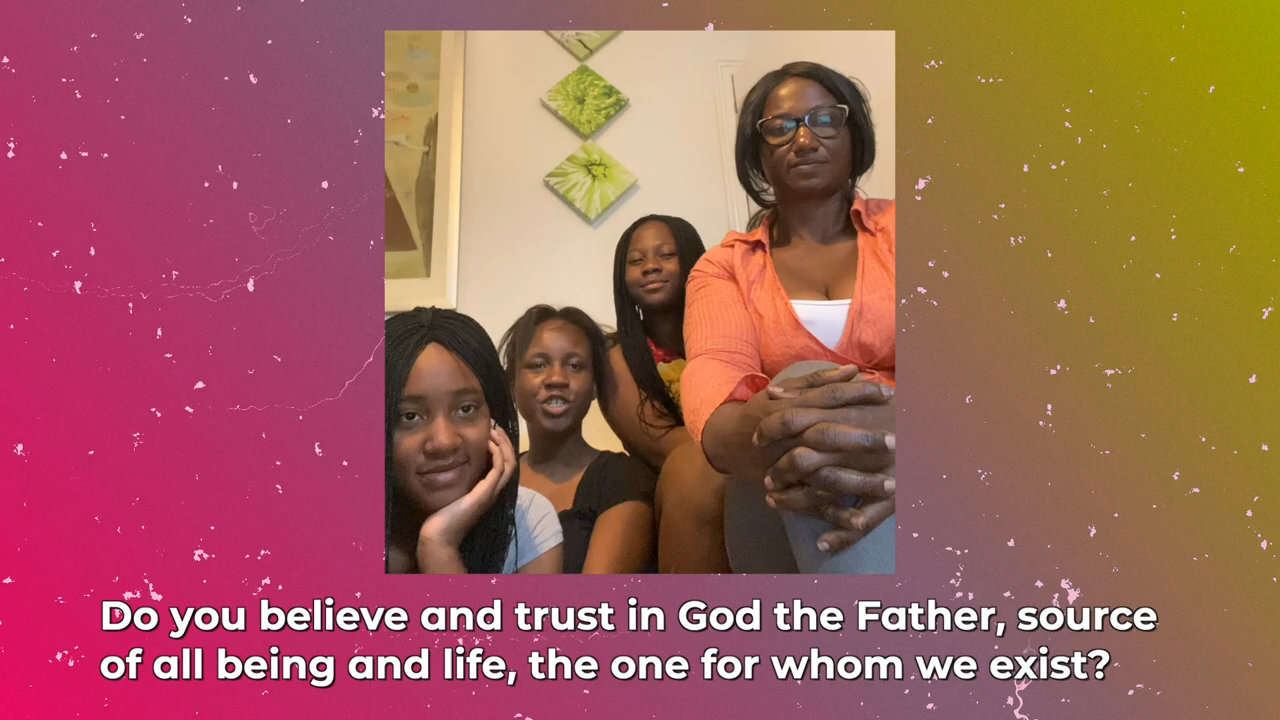 Do you believe and trust in God the Father, source
of all being and life, the one for whom we exist?